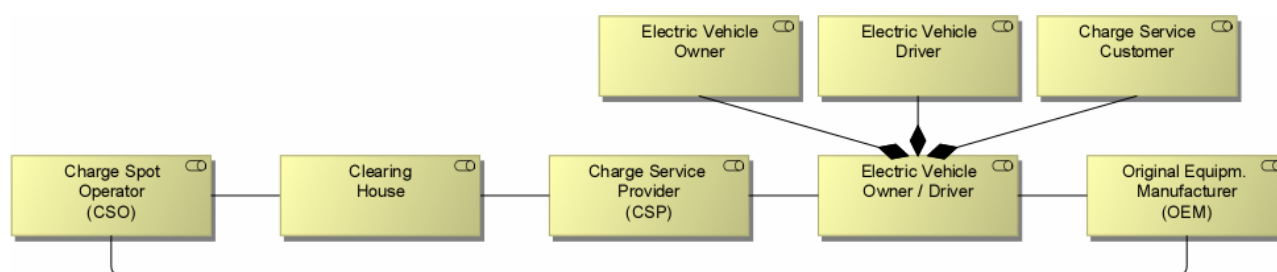 Electric Vehicle
Owner
Electric Vehicle
Driver
Charge Service
Customer
Charge Spot
Operator
(CSO)
Clearing
House
Charge Service
Provider
(CSP)
Electric Vehicle
Owner / Driver
Original Equipm.
Manufacturer
(OEM)